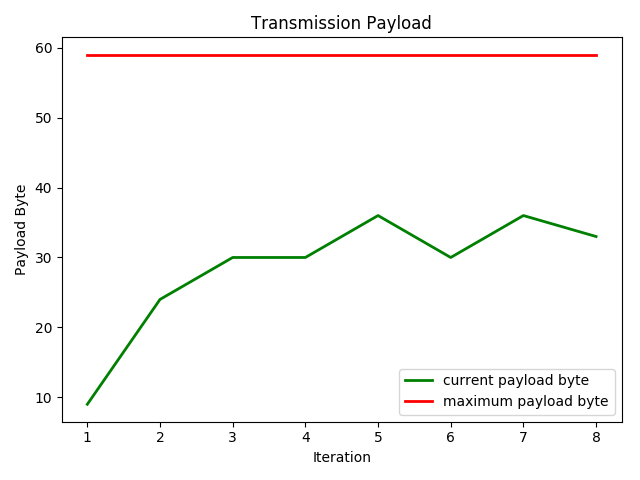 Transmission Payload
60
50
40
30
20
10
Payload Byte
current payload byte
maximum payload byte
1 2 3 4 5 6 7 8
Iteration